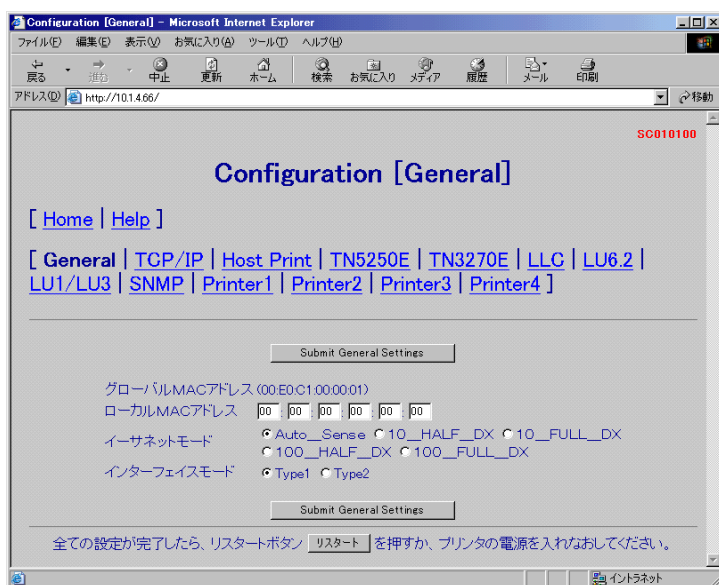 Configuration [General] - Microsoft Internet Explorer
ファイル(F) 編集(E) 表示(V) お気に入り(A) ツール(T) ヘルプ(H)
戻る 進む 中止 更新 ホーム 検索 お気に入り メディア 履歴 メール 印刷
アドレス(D) http://10.1.4.66/ 移動
SC010100
Configuration [General]
[ Home | Help ]
[ General | TCP/IP | Host Print | TN5250E | TN3270E | LLC | LU6.2 |
LU1/LU3 | SNMP | Printer1 | Printer2 | Printer3 | Printer4 ]
Submit General Settings
グローバルMACアドレス (00:E0:C1:00:00:01)
ローカルMACアドレス 00 : 00 : 00 : 00 : 00 : 00
イーサネットモード Auto__Sense 10__HALF__DX 10__FULL__DX
100__HALF__DX 100__FULL__DX
インターフェイスモード Type1 Type2
Submit General Settings
全ての設定が完了したら、リスタートボタン リスタート を押すか、プリンタの電源を入れなおしてください。
イントラネット